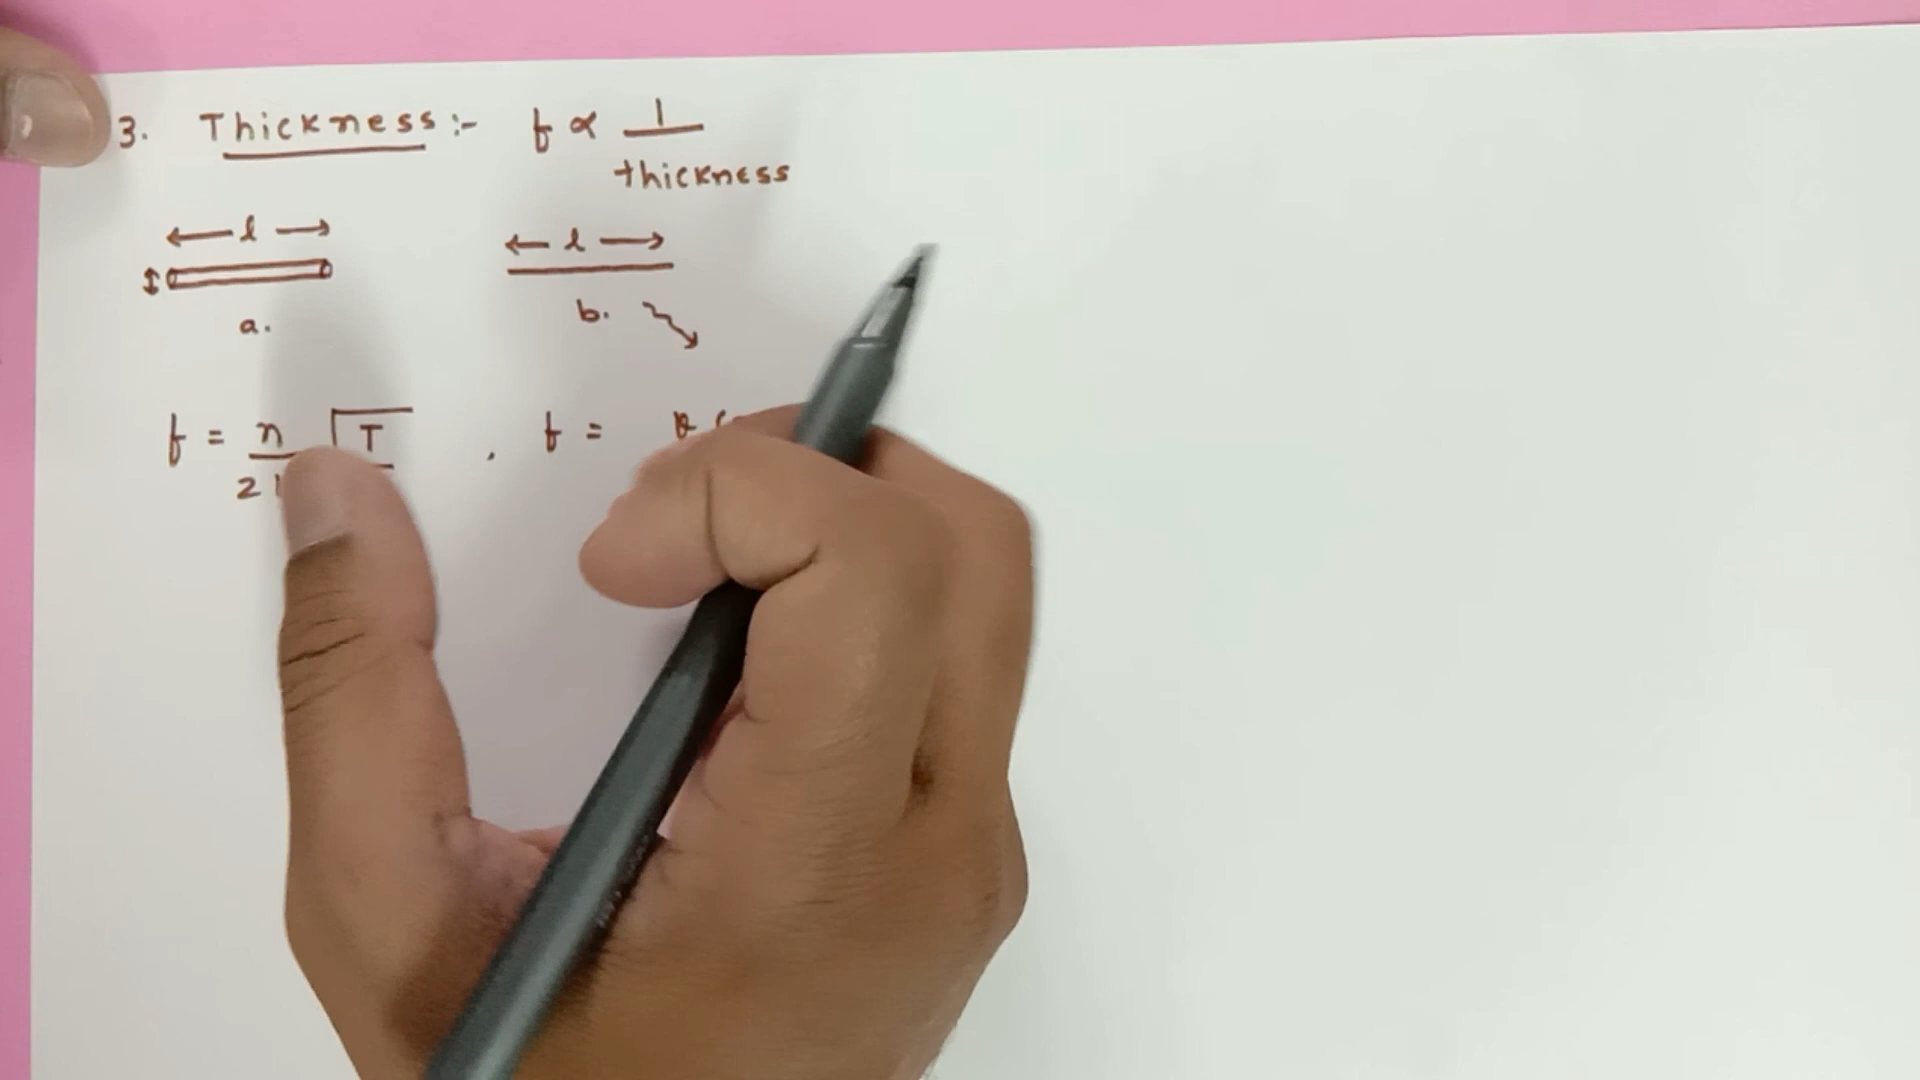 3. Thickness :- f ∝ 1
thickness
← l → ← l →
a. b.
f = n √T , f =
2